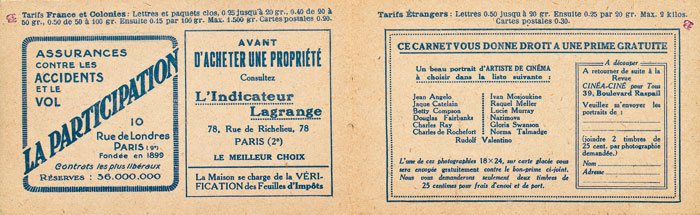 Tarifs France et Colonies: Lettres et paquets clos, 0.25 jusqu'à 20 gr., 0.40 de 20 à
50 gr., 0.50 de 50 à 100 gr. Ensuite 0.15 par 100 gr. Max. 1.500 gr. Cartes postales 0.20.
ASSURANCES
CONTRE LES
ACCIDENTS
ET LE
VOL
LA PARTICIPATION
10
Rue de Londres
PARIS (9e)
Fondée en 1899
Contrats les plus libéraux
RÉSERVES : 36.000.000
AVANT
D'ACHETER UNE PROPRIÉTÉ
Consultez
L'Indicateur
Lagrange
78, Rue de Richelieu, 78
PARIS (2e)
LE MEILLEUR CHOIX
La Maison se charge de la VÉRI-
FICATION des Feuilles d'Impôts
Tarifs Étrangers : Lettres 0.50 jusqu'à 20 gr. Ensuite 0.25 par 20 gr. Max. 2 kilos.
Cartes postales 0.30.
CE CARNET VOUS DONNE DROIT A UNE PRIME GRATUITE
Un beau portrait d'ARTISTE DE CINÉMA
à choisir dans la liste suivante :
Jean Angelo
Jaque Catelain
Betty Compson
Douglas Fairbanks
Charles Ray
Charles de Rochefort
Ivan Mosjoukine
Raquel Meller
Lucie Murray
Nazimova
Gloria Swanson
Norma Talmadge
Rudolf Valentino
L'une de ces photographies 18×24, sur carte glacée vous
sera envoyée gratuitement contre le bon-prime ci-joint.
Nous vous demanderons seulement deux timbres de
25 centimes pour frais d'envoi et de port.
A découper
A retourner de suite à la
Revue
CINÉA-CINÉ pour Tous
39, Boulevard Raspail
Veuillez m'envoyer les
portraits de :
(joindre 2 timbres de
25 cent. par photographie
demandée.)
Nom
Adresse